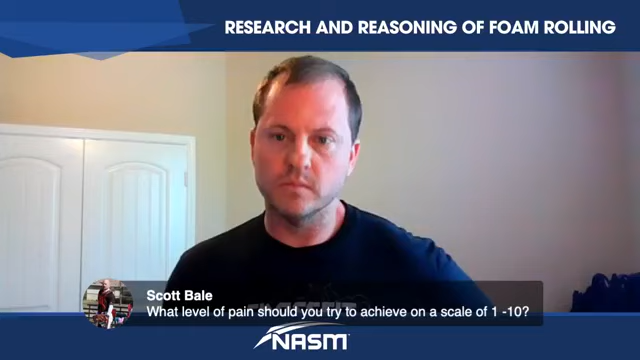 RESEARCH AND REASONING OF FOAM ROLLING
Scott Bale
What level of pain should you try to achieve on a scale of 1 -10?
NASM